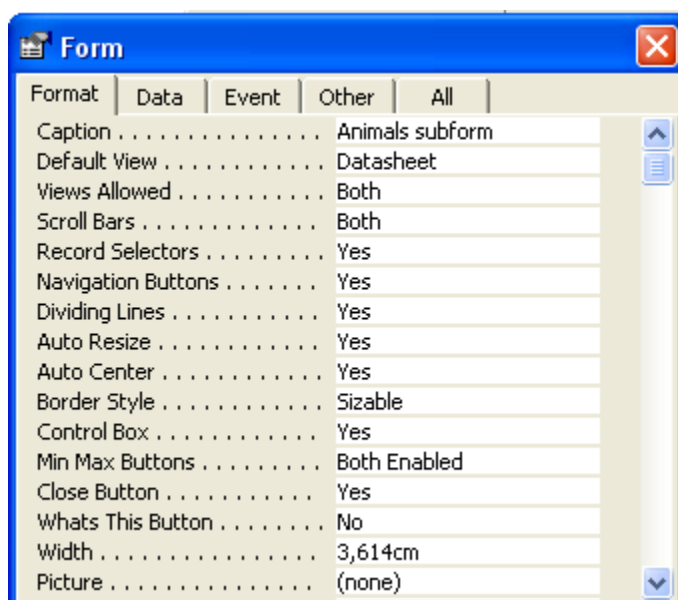 Form
Format Data Event Other All
Caption . . . . . . . . . . . . . . . . Animals subform
Default View . . . . . . . . . . . . Datasheet
Views Allowed . . . . . . . . . . . Both
Scroll Bars . . . . . . . . . . . . . Both
Record Selectors . . . . . . . . . Yes
Navigation Buttons . . . . . . . Yes
Dividing Lines . . . . . . . . . . . Yes
Auto Resize . . . . . . . . . . . . Yes
Auto Center . . . . . . . . . . . . Yes
Border Style . . . . . . . . . . . . Sizable
Control Box . . . . . . . . . . . . Yes
Min Max Buttons . . . . . . . . . Both Enabled
Close Button . . . . . . . . . . . Yes
Whats This Button . . . . . . . . No
Width . . . . . . . . . . . . . . . . . 3,614cm
Picture . . . . . . . . . . . . . . . . (none)